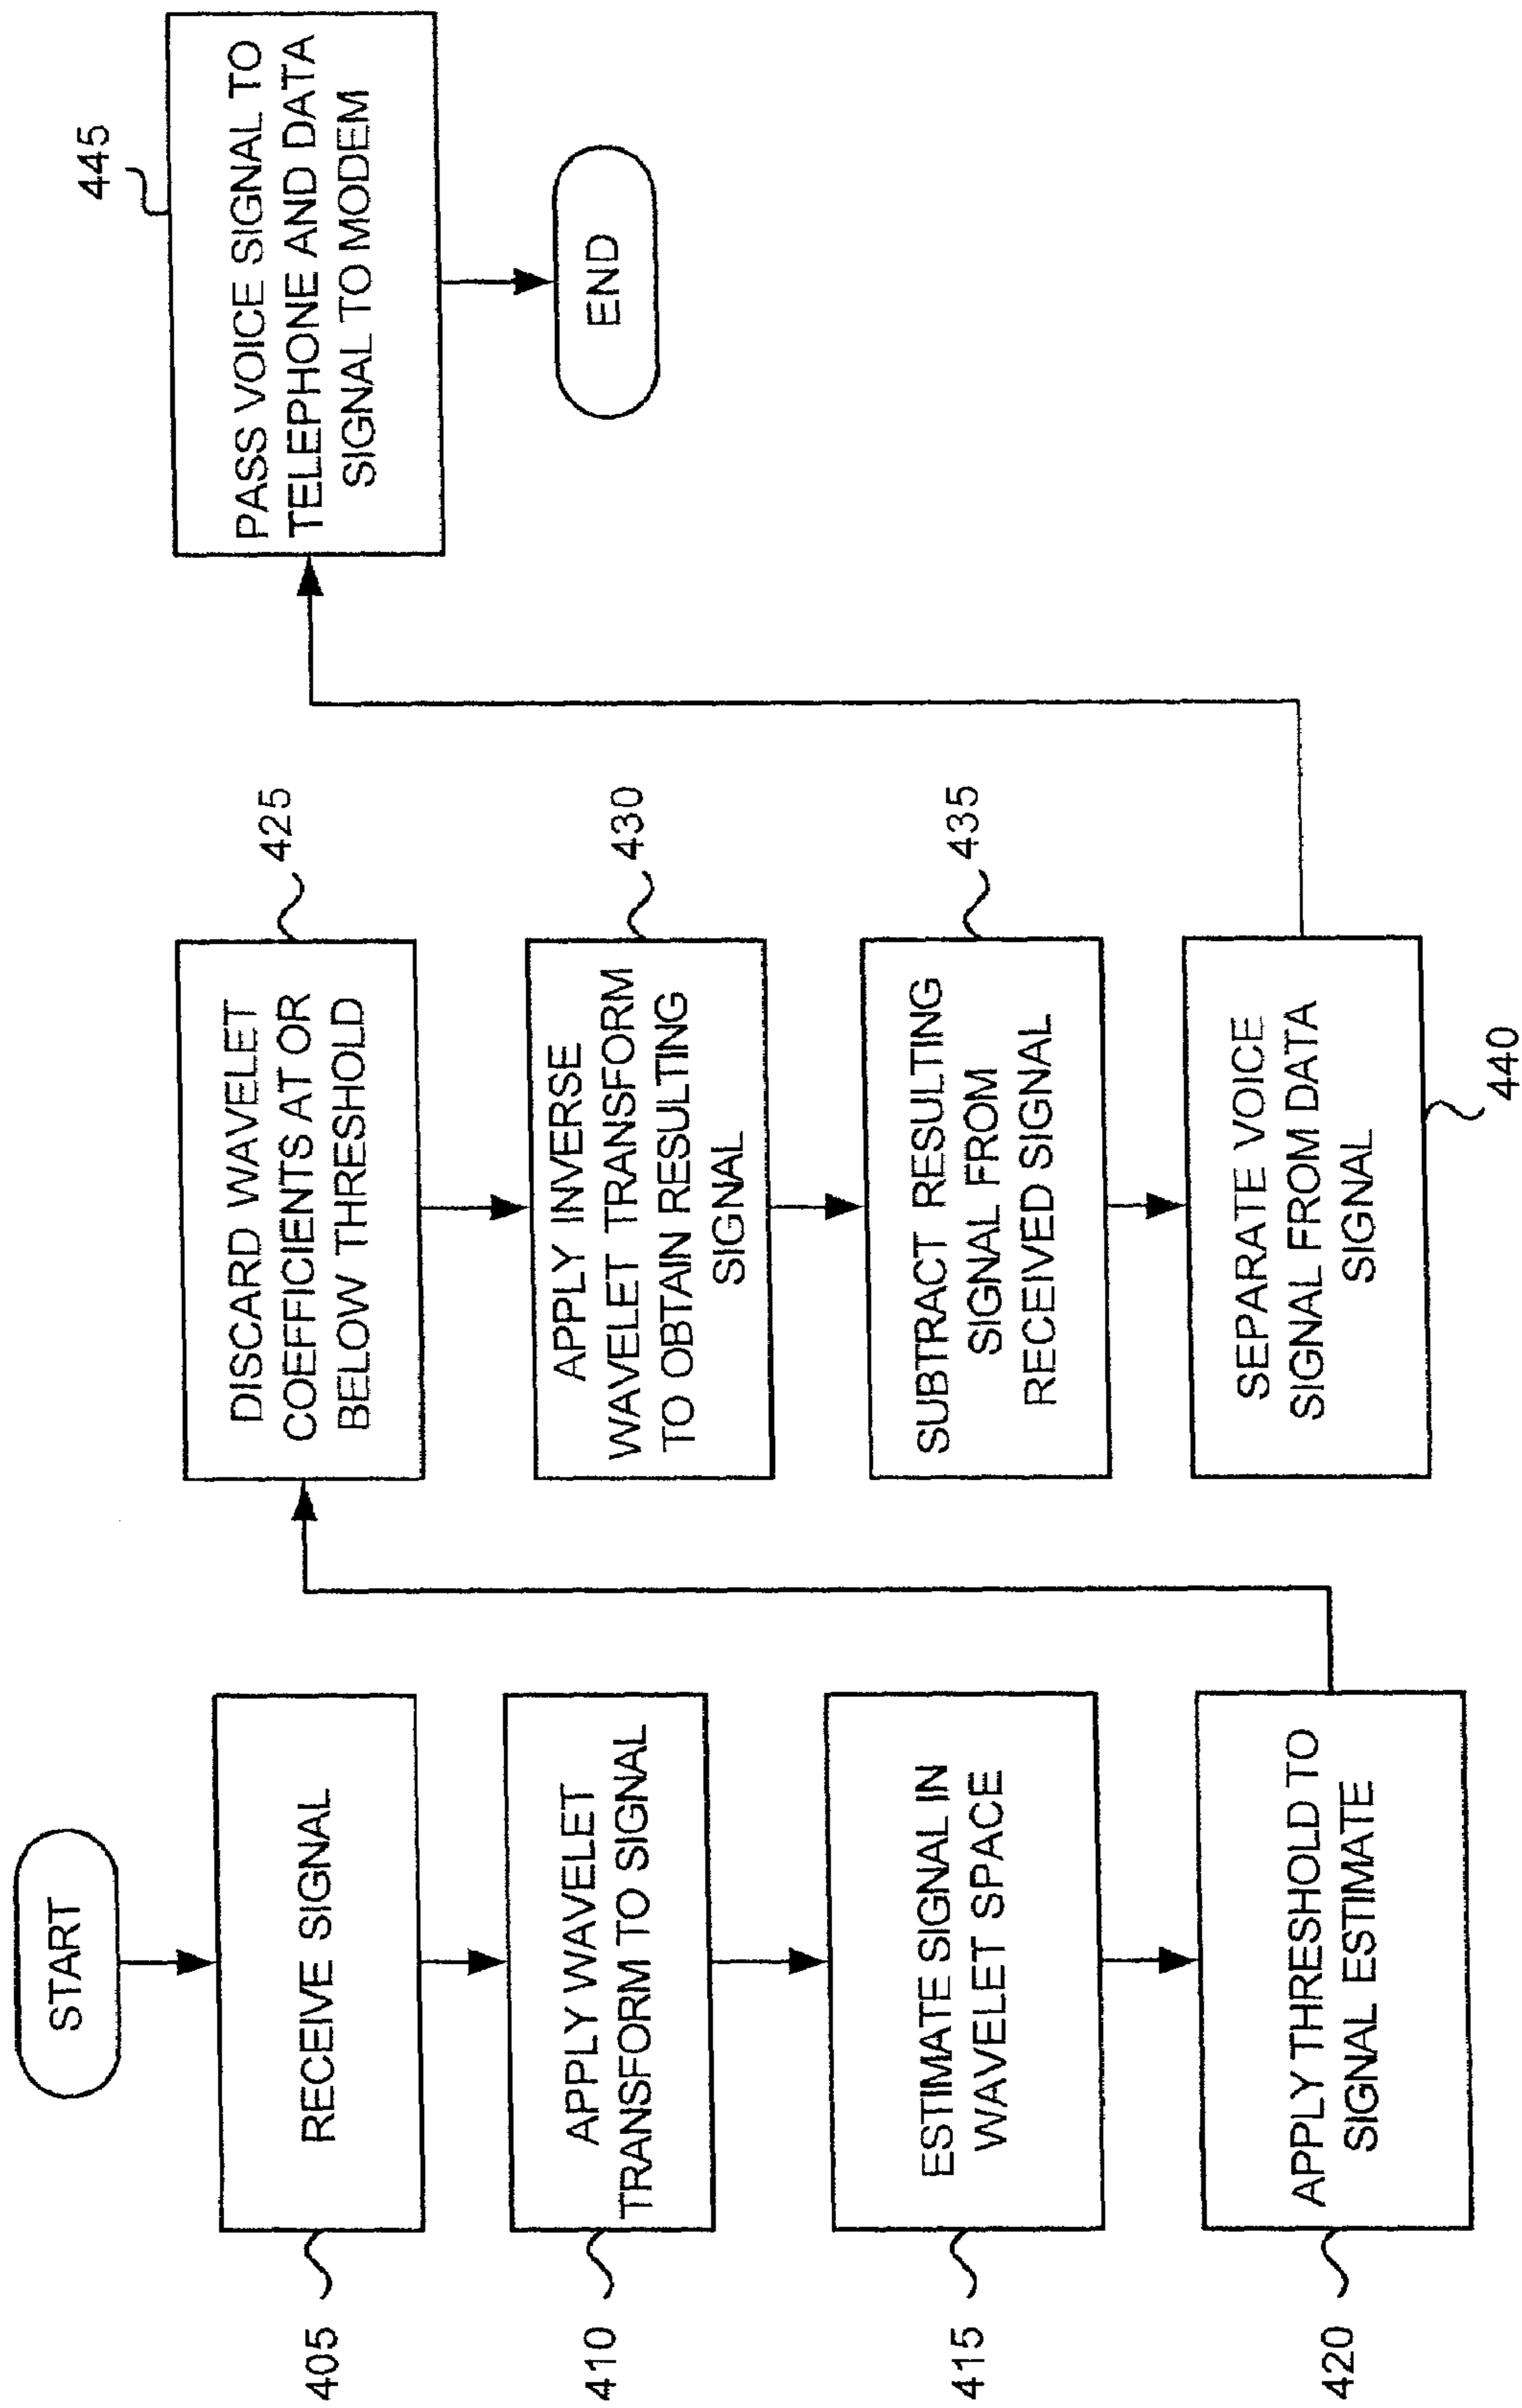 START
405
RECEIVE SIGNAL
410
APPLY WAVELET
TRANSFORM TO SIGNAL
415
ESTIMATE SIGNAL IN
WAVELET SPACE
420
APPLY THRESHOLD TO
SIGNAL ESTIMATE
425
DISCARD WAVELET
COEFFICIENTS AT OR
BELOW THRESHOLD
430
APPLY INVERSE
WAVELET TRANSFORM
TO OBTAIN RESULTING
SIGNAL
435
SUBTRACT RESULTING
SIGNAL FROM
RECEIVED SIGNAL
SEPARATE VOICE
SIGNAL FROM DATA
SIGNAL
440
445
PASS VOICE SIGNAL TO
TELEPHONE AND DATA
SIGNAL TO MODEM
END